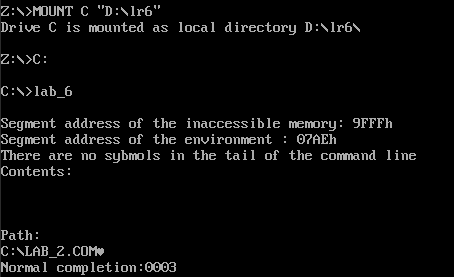 Z:\>MOUNT C "D:\lr6"
Drive C is mounted as local directory D:\lr6\
Z:\>C:
C:\>lab_6
Segment address of the inaccessible memory: 9FFFh
Segment address of the environment : 07AEh
There are no sybmols in the tail of the command line
Contents:
Path:
C:\LAB_2.COM♥
Normal completion:0003